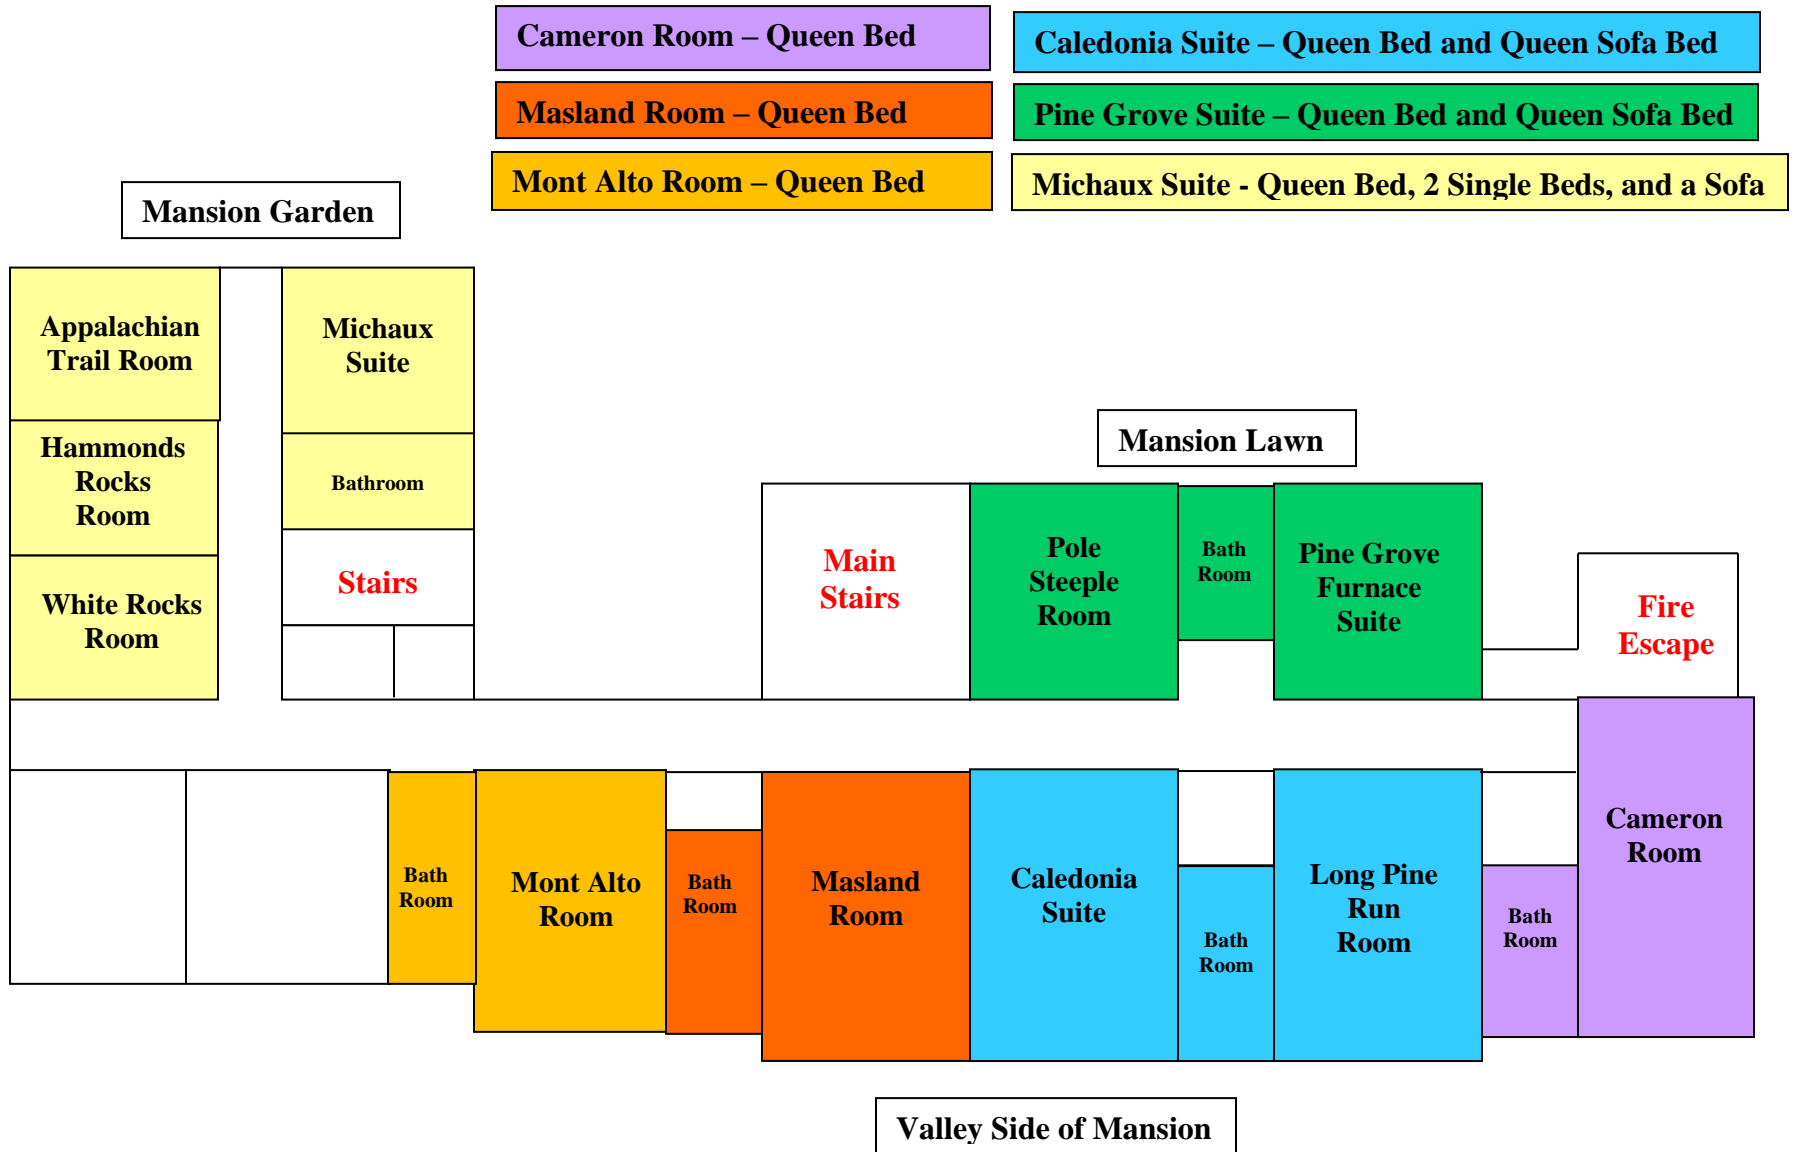 Cameron Room – Queen Bed
Caledonia Suite – Queen Bed and Queen Sofa Bed
Masland Room – Queen Bed
Pine Grove Suite – Queen Bed and Queen Sofa Bed
Mont Alto Room – Queen Bed
Michaux Suite - Queen Bed, 2 Single Beds, and a Sofa
Mansion Garden
Appalachian
Trail Room
Michaux
Suite
Hammonds
Rocks
Room
Bathroom
White Rocks
Room
Stairs
Mansion Lawn
Main
Stairs
Pole
Steeple
Room
Bath
Room
Pine Grove
Furnace
Suite
Fire
Escape
Bath
Room
Mont Alto
Room
Bath
Room
Masland
Room
Caledonia
Suite
Bath
Room
Long Pine
Run
Room
Bath
Room
Cameron
Room
Valley Side of Mansion